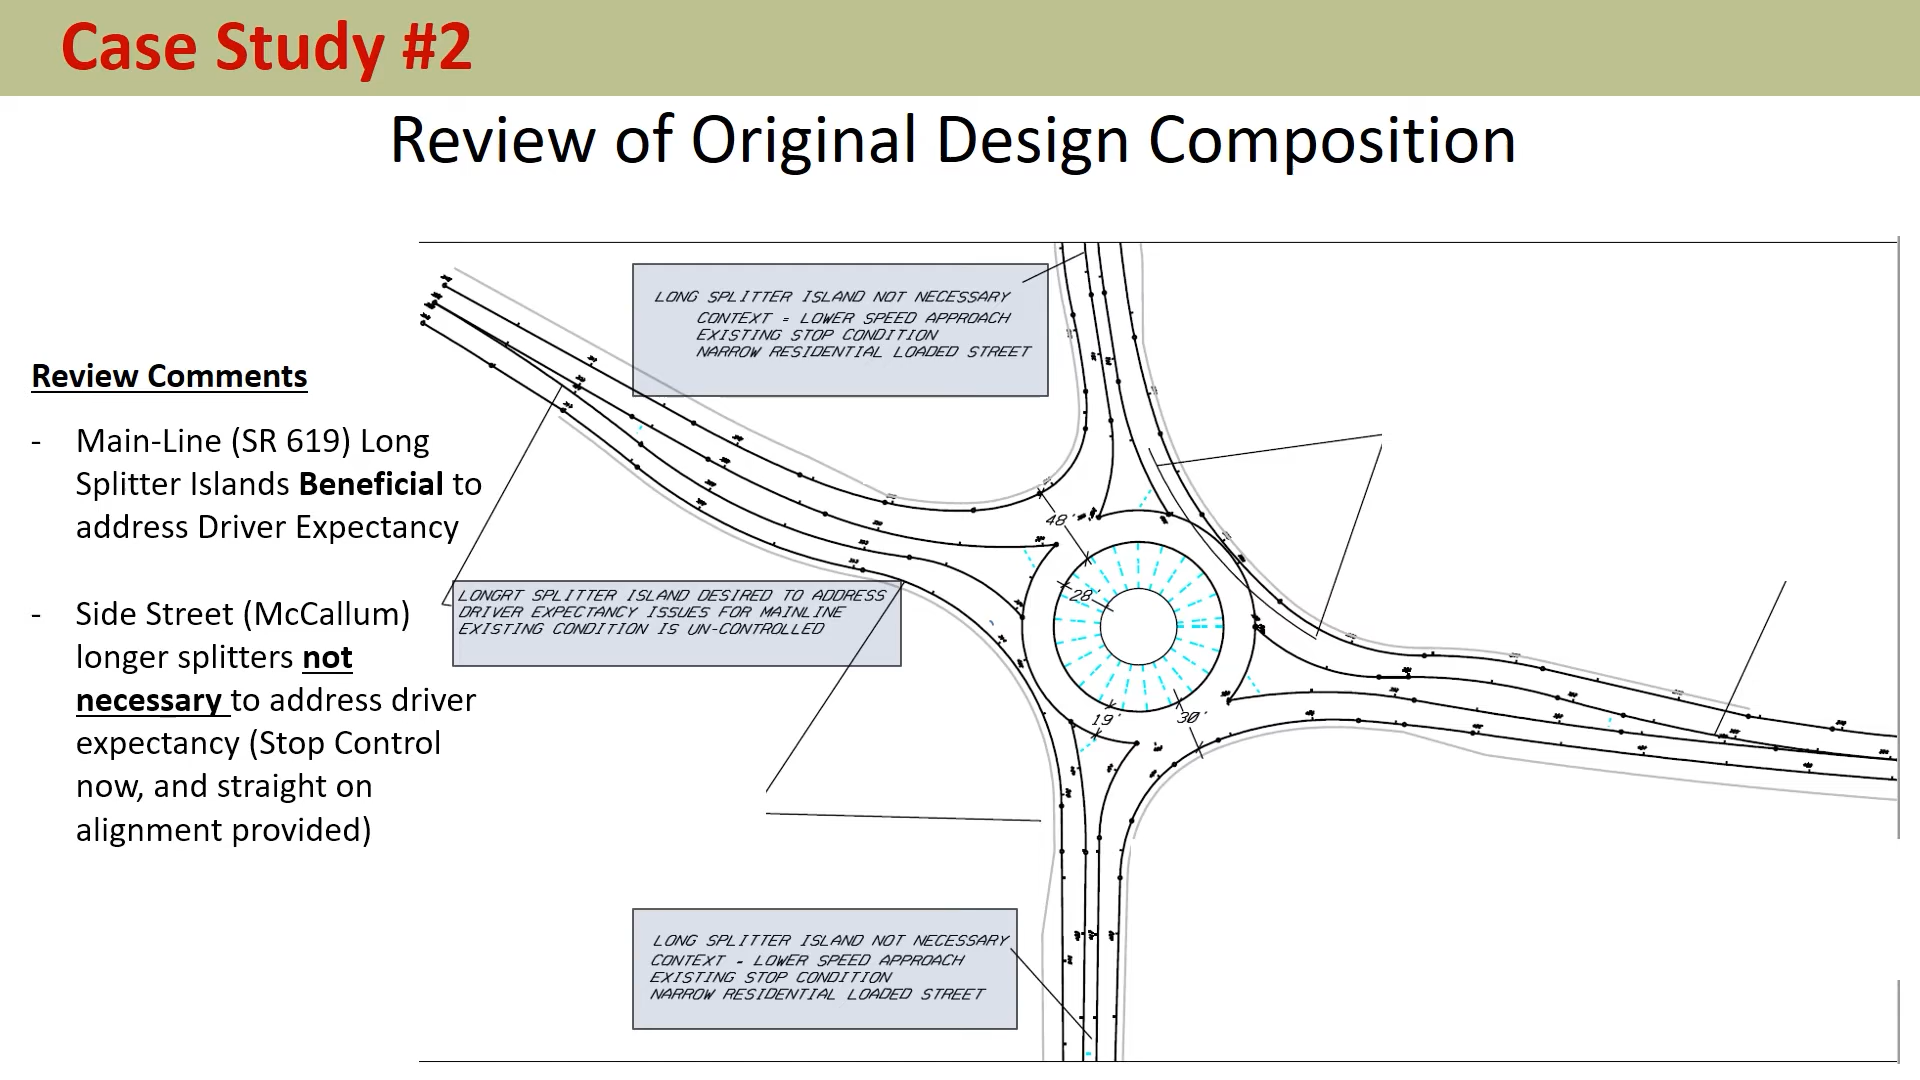 Case Study #2
Review of Original Design Composition
LONG SPLITTER ISLAND NOT NECESSARY
CONTEXT = LOWER SPEED APPROACH
EXISTING STOP CONDITION
NARROW RESIDENTIAL LOADED STREET
Review Comments
- Main-Line (SR 619) Long
Splitter Islands Beneficial to
address Driver Expectancy
- Side Street (McCallum)
longer splitters not
necessary to address driver
expectancy (Stop Control
now, and straight on
alignment provided)
48'
28'
LONGRT SPLITTER ISLAND DESIRED TO ADDRESS
DRIVER EXPECTANCY ISSUES FOR MAINLINE
EXISTING CONDITION IS UN-CONTROLLED
19'
30'
LONG SPLITTER ISLAND NOT NECESSARY
CONTEXT - LOWER SPEED APPROACH
EXISTING STOP CONDITION
NARROW RESIDENTIAL LOADED STREET